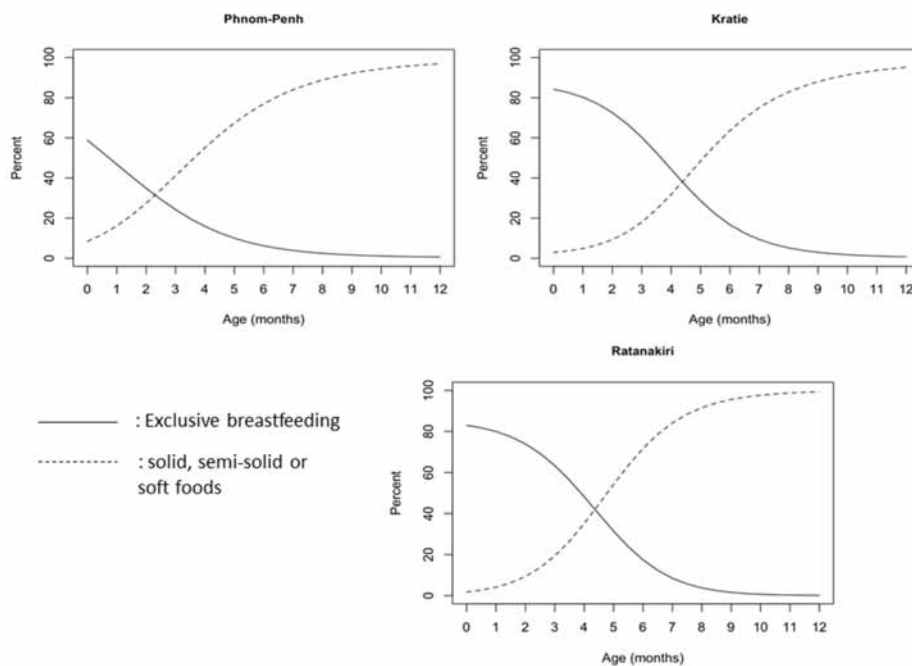 Phnom-Penh
Percent
0 20 40 60 80 100
0 1 2 3 4 5 6 7 8 9 10 11 12
Age (months)
Kratie
Percent
0 20 40 60 80 100
0 1 2 3 4 5 6 7 8 9 10 11 12
Age (months)
: Exclusive breastfeeding
: solid, semi-solid or
soft foods
Ratanakiri
Percent
0 20 40 60 80 100
0 1 2 3 4 5 6 7 8 9 10 11 12
Age (months)